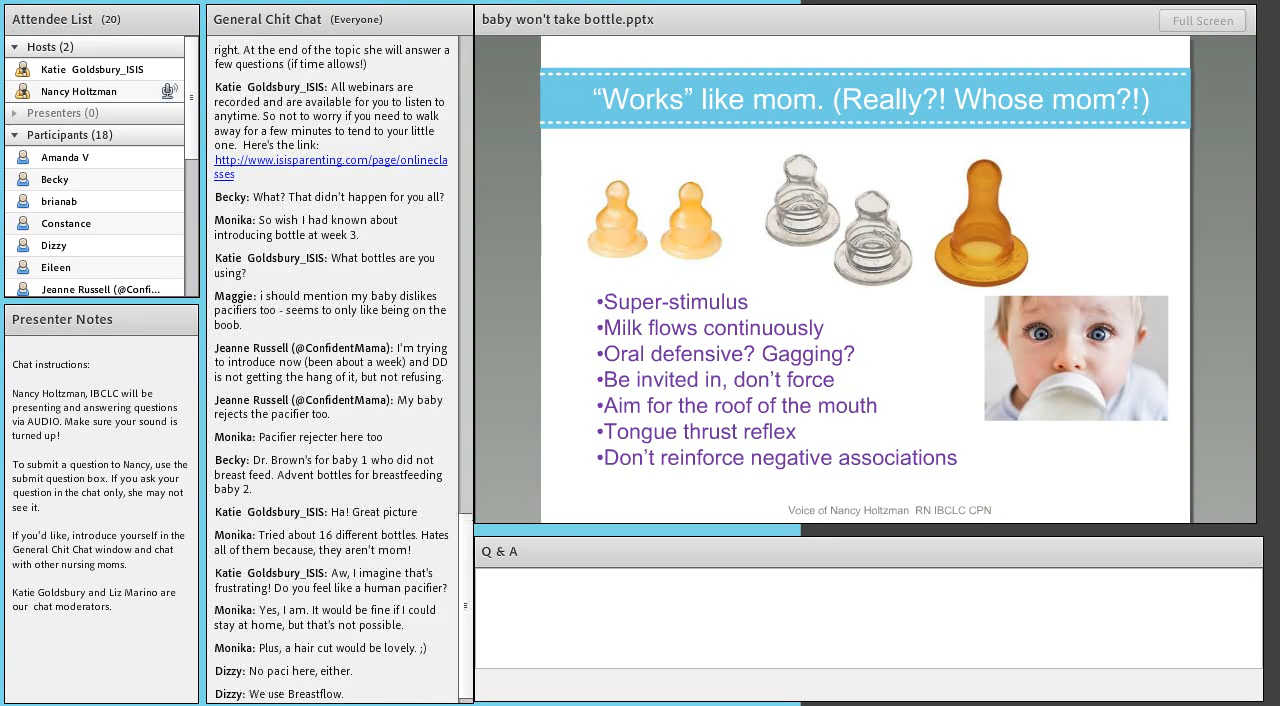 Attendee List (20)
Hosts (2)
Katie Goldsbury_ISIS
Nancy Holtzman
Presenters (0)
Participants (18)
Amanda V
Becky
brianab
Constance
Dizzy
Eileen
Jeanne Russell (@Confi...
Presenter Notes
Chat instructions:
Nancy Holtzman, IBCLC will be
presenting and answering questions
via AUDIO. Make sure your sound is
turned up!
To submit a question to Nancy, use the
submit question box. If you ask your
question in the chat only, she may not
see it.
If you'd like, introduce yourself in the
General Chit Chat window and chat
with other nursing moms.
Katie Goldsbury and Liz Marino are
our chat moderators.
General Chit Chat (Everyone)
right. At the end of the topic she will answer a
few questions (if time allows!)
Katie Goldsbury_ISIS: All webinars are
recorded and are available for you to listen to
anytime. So not to worry if you need to walk
away for a few minutes to tend to your little
one. Here's the link:
http://www.isisparenting.com/page/onlinecla
sses
Becky: What? That didn't happen for you all?
Monika: So wish I had known about
introducing bottle at week 3.
Katie Goldsbury_ISIS: What bottles are you
using?
Maggie: i should mention my baby dislikes
pacifiers too - seems to only like being on the
boob.
Jeanne Russell (@ConfidentMama): I'm trying
to introduce now (been about a week) and DD
is not getting the hang of it, but not refusing.
Jeanne Russell (@ConfidentMama): My baby
rejects the pacifier too.
Monika: Pacifier rejecter here too
Becky: Dr. Brown's for baby 1 who did not
breast feed. Advent bottles for breastfeeding
baby 2.
Katie Goldsbury_ISIS: Ha! Great picture
Monika: Tried about 16 different bottles. Hates
all of them because, they aren't mom!
Katie Goldsbury_ISIS: Aw, I imagine that's
frustrating! Do you feel like a human pacifier?
Monika: Yes, I am. It would be fine if I could
stay at home, but that's not possible.
Monika: Plus, a hair cut would be lovely. ;)
Dizzy: No paci here, either.
Dizzy: We use Breastflow.
baby won't take bottle.pptx
Full Screen
“Works” like mom. (Really?! Whose mom?!)
•Super-stimulus
•Milk flows continuously
•Oral defensive? Gagging?
•Be invited in, don’t force
•Aim for the roof of the mouth
•Tongue thrust reflex
•Don’t reinforce negative associations
Voice of Nancy Holtzman RN IBCLC CPN
Q & A